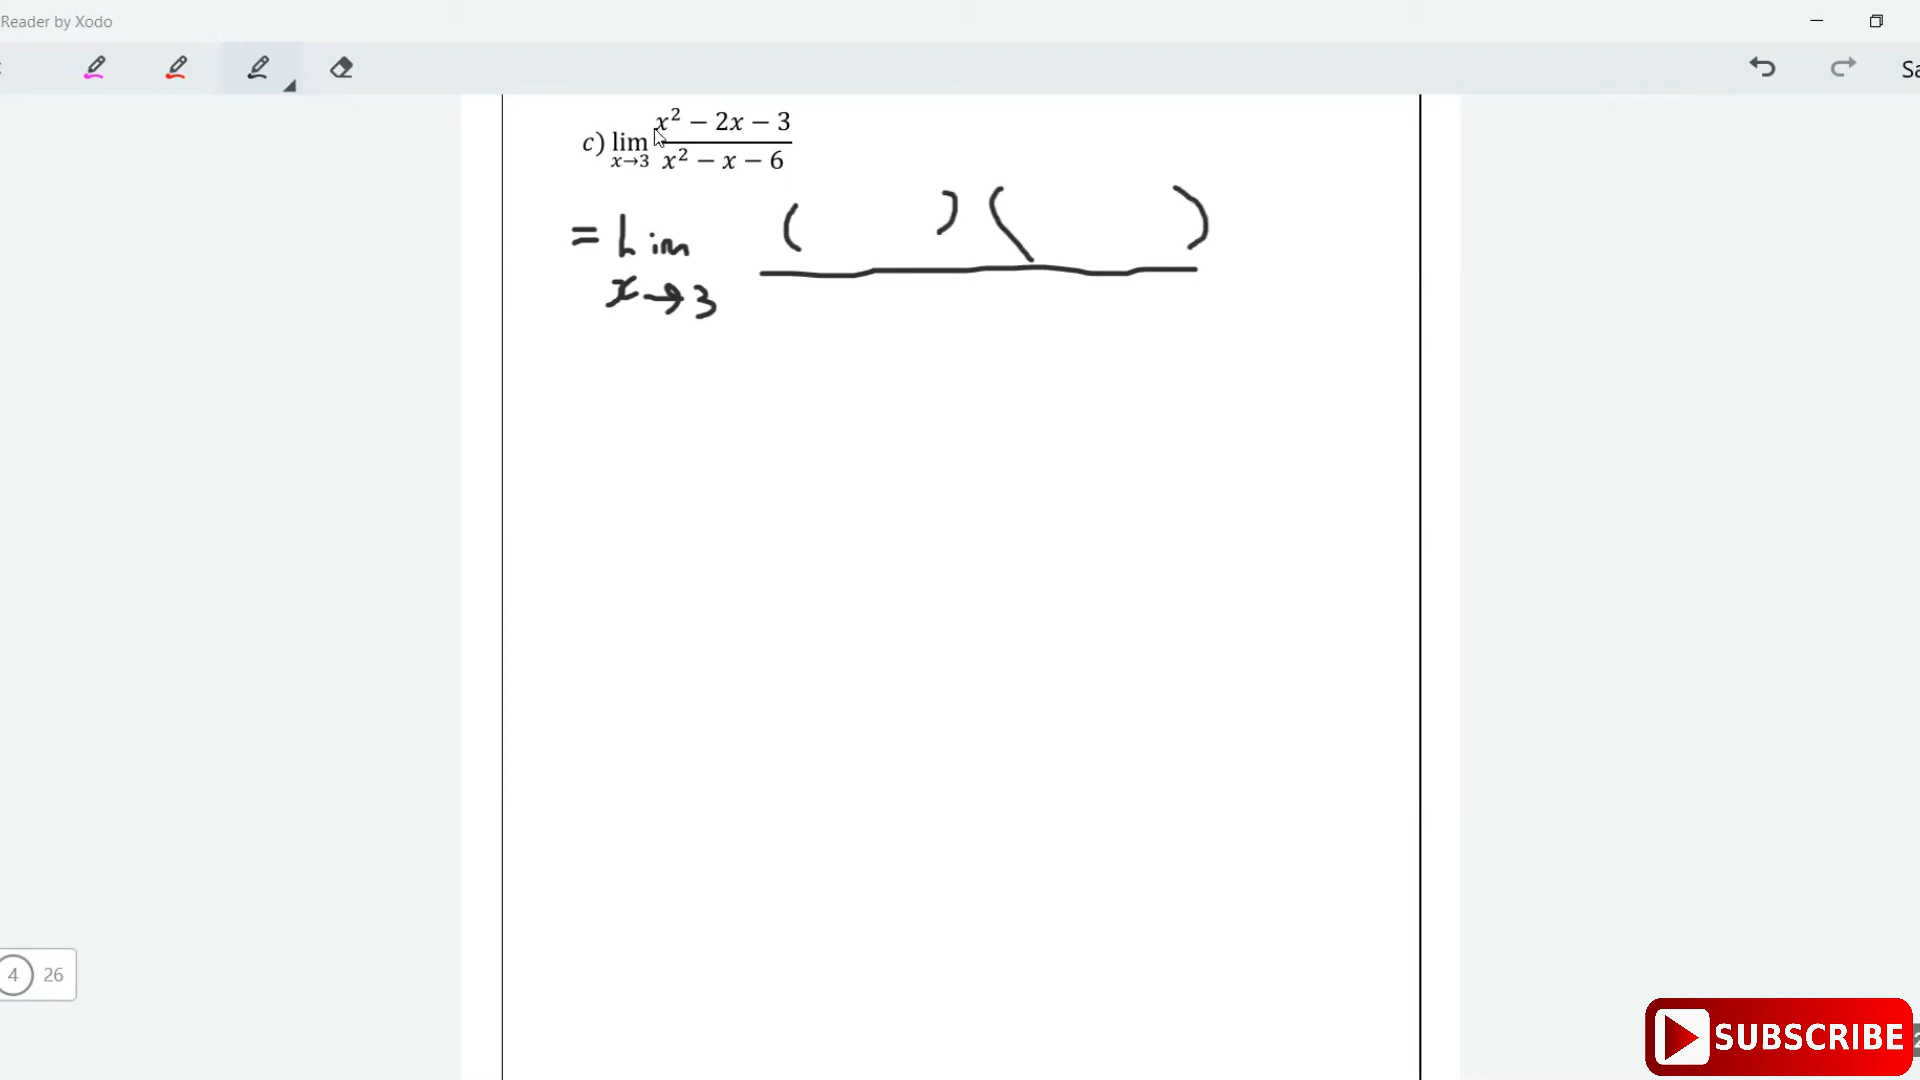 Reader by Xodo
Sa
c) lim x→3 (x² − 2x − 3)/(x² − x − 6)
= Lim ( ) ( )
x → 3
4 26
SUBSCRIBE